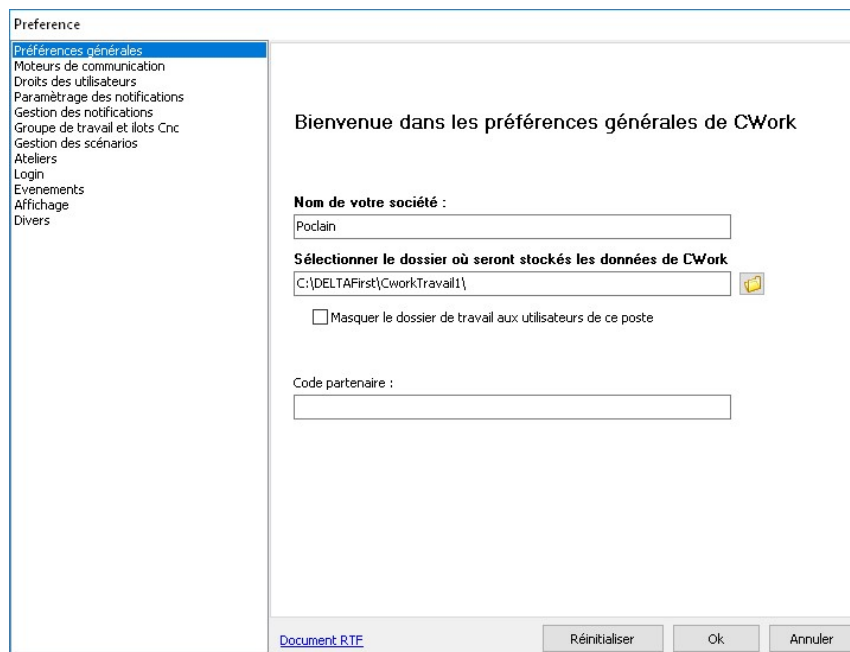 Preference
Préférences générales
Moteurs de communication
Droits des utilisateurs
Paramètrage des notifications
Gestion des notifications
Groupe de travail et ilots Cnc
Gestion des scénarios
Ateliers
Login
Evenements
Affichage
Divers
Bienvenue dans les préférences générales de CWork
Nom de votre société :
Poclain
Sélectionner le dossier où seront stockés les données de CWork
C:\DELTAFirst\CworkTravail1\
Masquer le dossier de travail aux utilisateurs de ce poste
Code partenaire :
Document RTF
Réinitialiser
Ok
Annuler